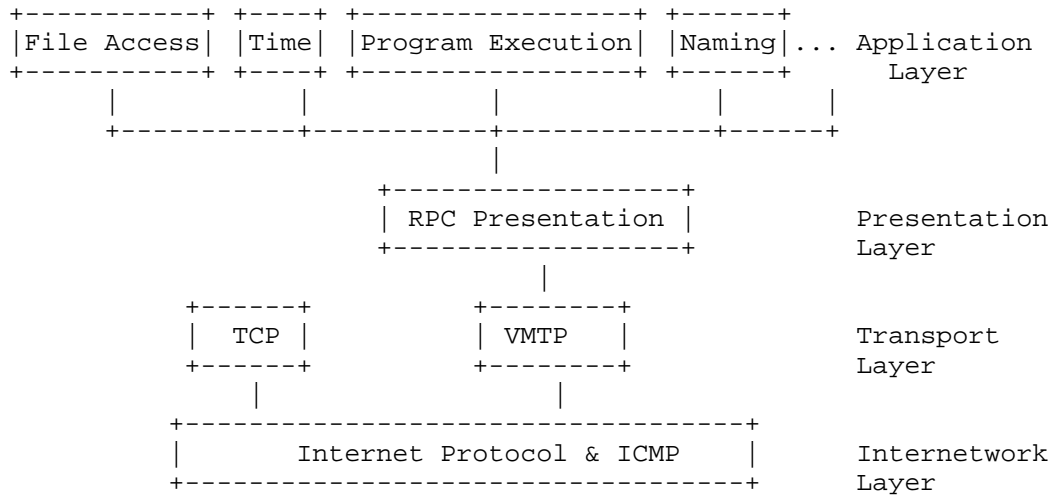 +-----------+ +----+ +-----------------+ +------+
|File Access| |Time| |Program Execution| |Naming|... Application
+-----------+ +----+ +-----------------+ +------+      Layer
      |           |           |             |      |
      +-----------+-----------+-------------+------+
                              |
                       +------------------+
                       | RPC Presentation |          Presentation
                       +------------------+          Layer
                                 |
           +------+          +--------+
           |  TCP |          | VMTP   |              Transport
           +------+          +--------+              Layer
               |                  |
          +-----------------------------------+
          |       Internet Protocol & ICMP    |      Internetwork
          +-----------------------------------+      Layer